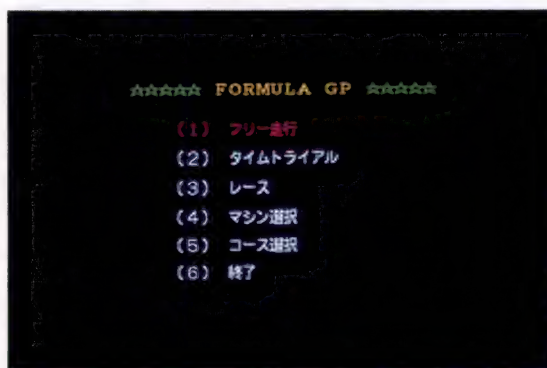 ☆☆☆☆☆ FORMULA GP ☆☆☆☆☆
(1) フリー走行
(2) タイムトライアル
(3) レース
(4) マシン選択
(5) コース選択
(6) 終了